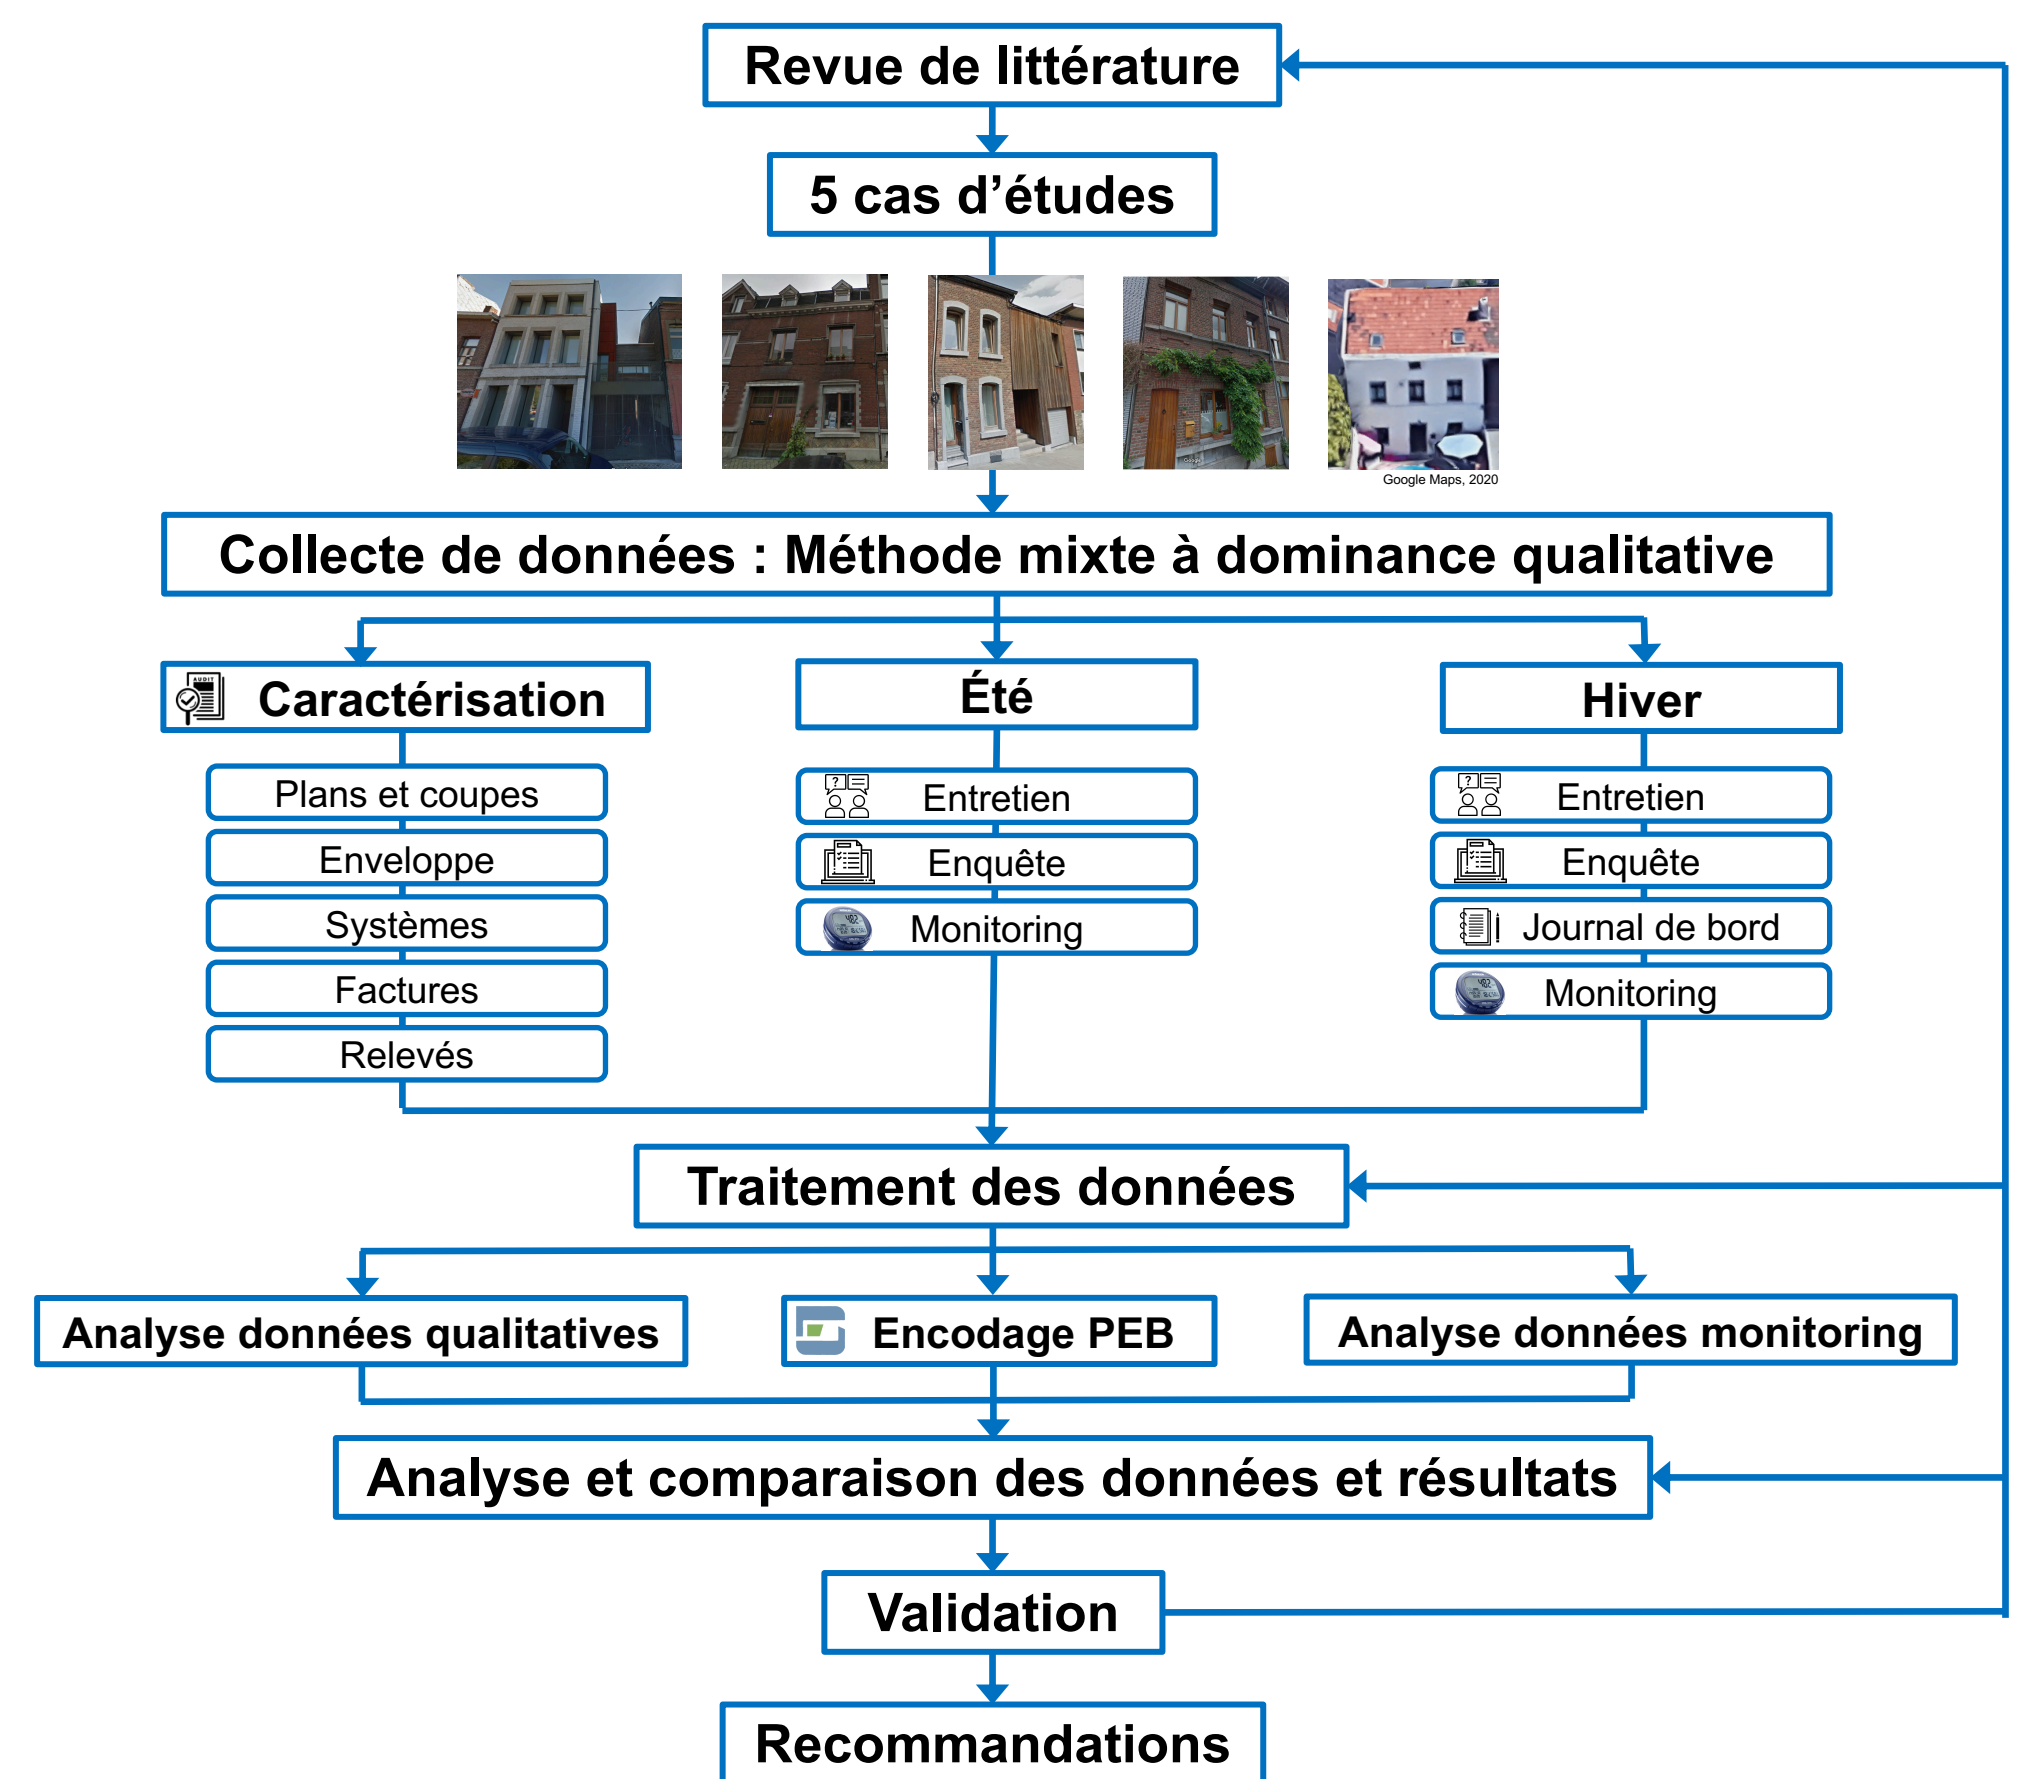 Revue de littérature
5 cas d’études
Google
Google Maps, 2020
Collecte de données : Méthode mixte à dominance qualitative
AUDIT
Caractérisation
Été
Hiver
Plans et coupes
Enveloppe
Systèmes
Factures
Relevés
Entretien
Enquête
Monitoring
Entretien
Enquête
Journal de bord
Monitoring
Traitement des données
Analyse données qualitatives
Encodage PEB
Analyse données monitoring
Analyse et comparaison des données et résultats
Validation
Recommandations